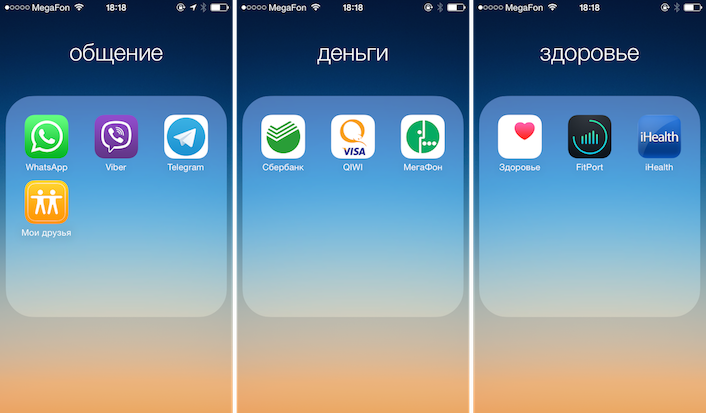 MegaFon 18:18
общение
WhatsApp Viber Telegram
Мои друзья
MegaFon 18:18
деньги
VISA
Сбербанк QIWI МегаФон
MegaFon 18:18
здоровье
iHealth
Здоровье FitPort iHealth